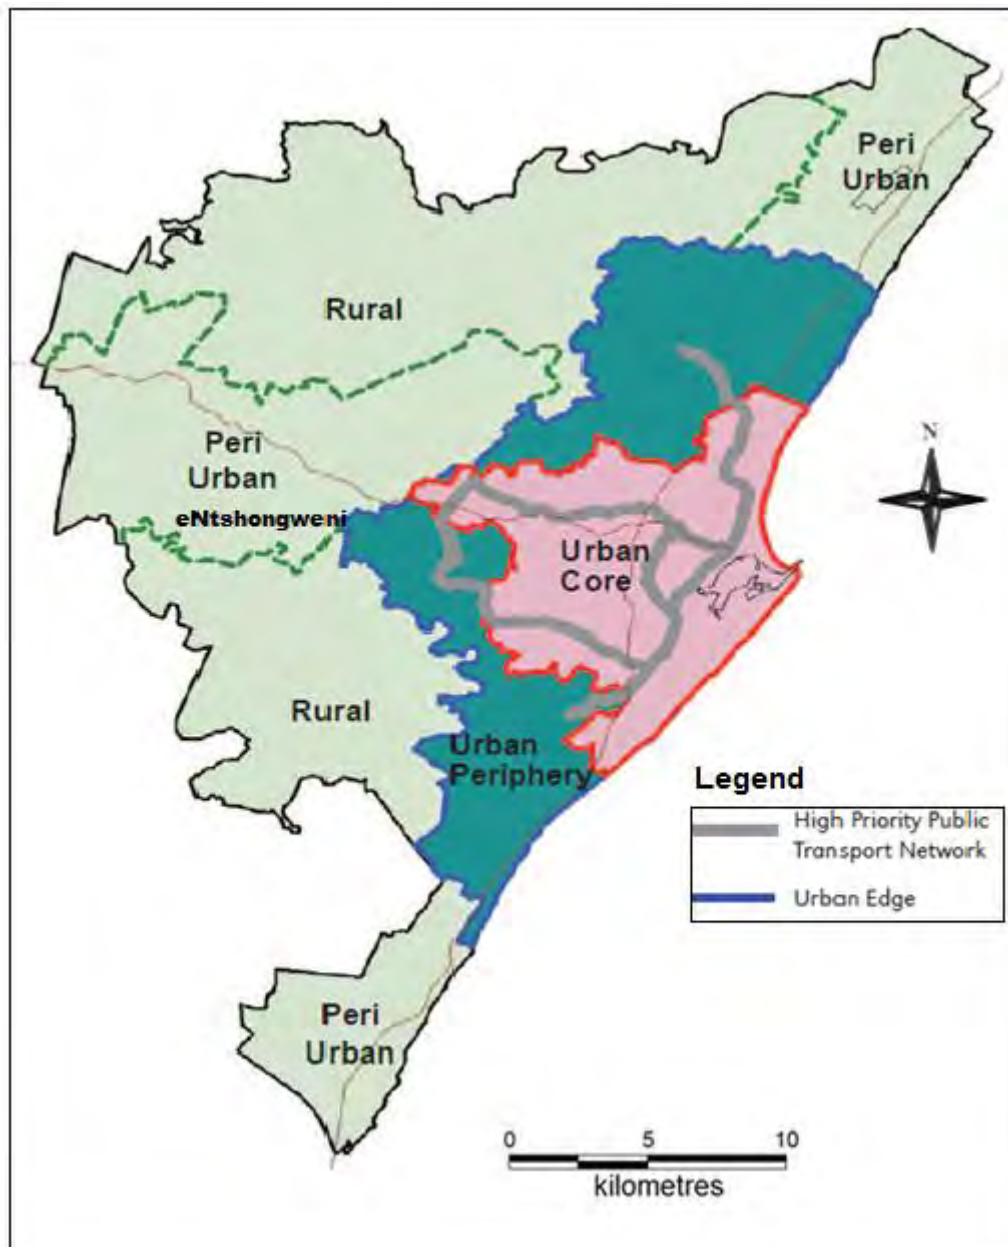 Peri
Urban
Rural
Peri
Urban
eNtshongweni
Urban
Core
Rural
Urban
Periphery
Peri
Urban
N
Legend
High Priority Public
Transport Network
Urban Edge
0 5 10
kilometres